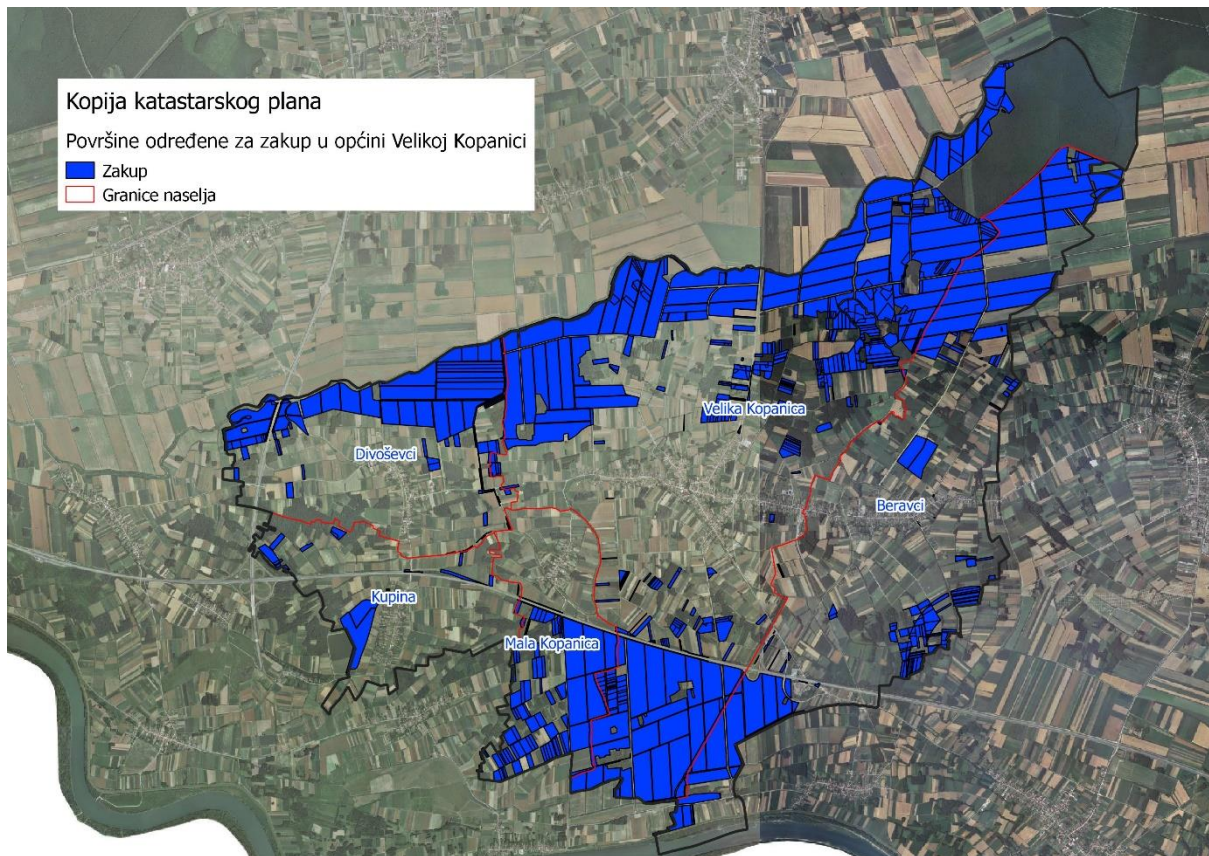 Kopija katastarskog plana
Površine određene za zakup u općini Velikoj Kopanici
Zakup
Granice naselja
Velika Kopanica
Divoševci
Beravci
Kupina
Mala Kopanica